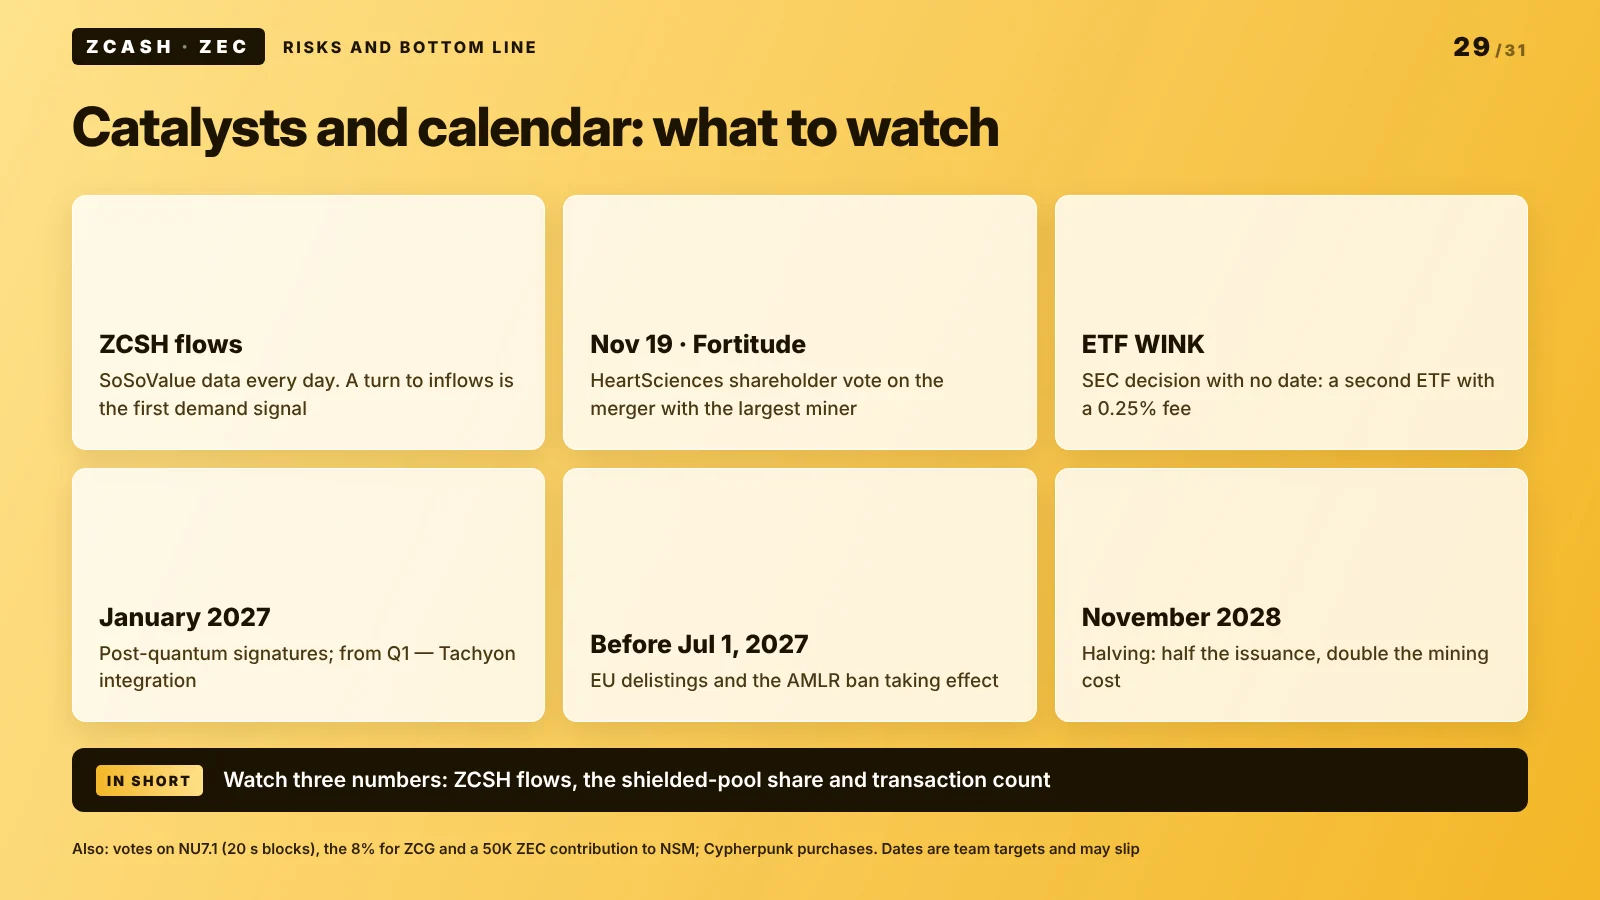 ZCASH · ZEC RISKS AND BOTTOM LINE
29 / 31
Catalysts and calendar: what to watch
ZCSH flows
SoSoValue data every day. A turn to inflows is
the first demand signal
Nov 19 · Fortitude
HeartSciences shareholder vote on the
merger with the largest miner
ETF WINK
SEC decision with no date: a second ETF with
a 0.25% fee
January 2027
Post-quantum signatures; from Q1 — Tachyon
integration
Before Jul 1, 2027
EU delistings and the AMLR ban taking effect
November 2028
Halving: half the issuance, double the mining
cost
IN SHORT Watch three numbers: ZCSH flows, the shielded-pool share and transaction count
Also: votes on NU7.1 (20 s blocks), the 8% for ZCG and a 50K ZEC contribution to NSM; Cypherpunk purchases. Dates are team targets and may slip